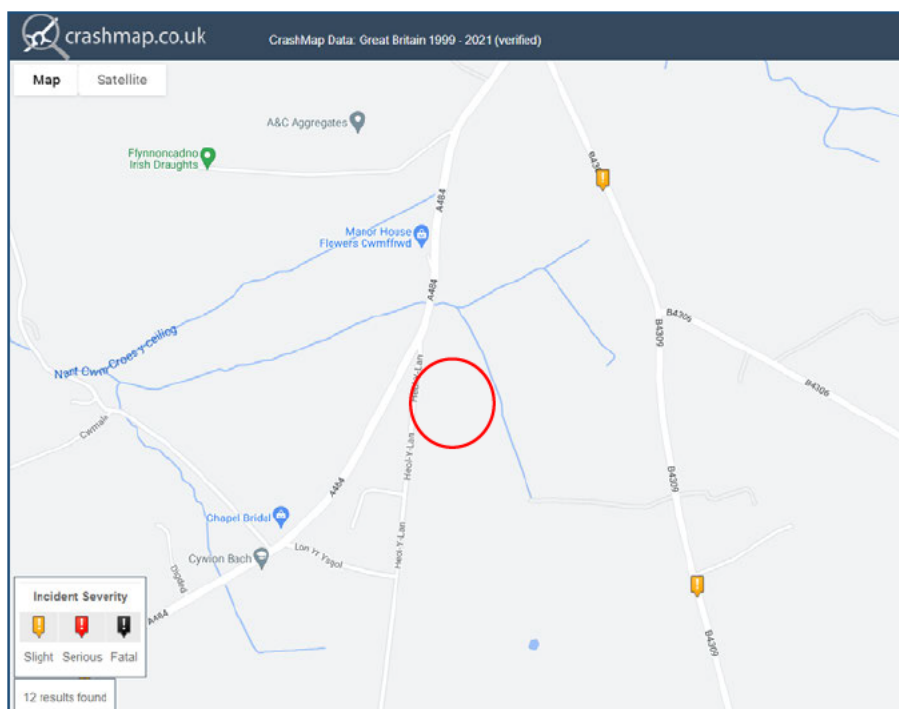 crashmap.co.uk
CrashMap Data: Great Britain 1999 - 2021 (verified)
Map
Satellite
A&C Aggregates
Ffynnoncadno
Irish Draughts
A484
Manor House
Flowers Cwmffrwd
A484
B4309
B4306
B4306
Nant Cwm Croes-y-ceiliog
Heol-Y-Lan
Heol-Y-Lan
Heol-Y-Lan
A484
B4309
B4309
Chapel Bridal
Cywion Bach
Lon Yr Ysgol
A484
Incident Severity
Slight
Serious
Fatal
12 results found